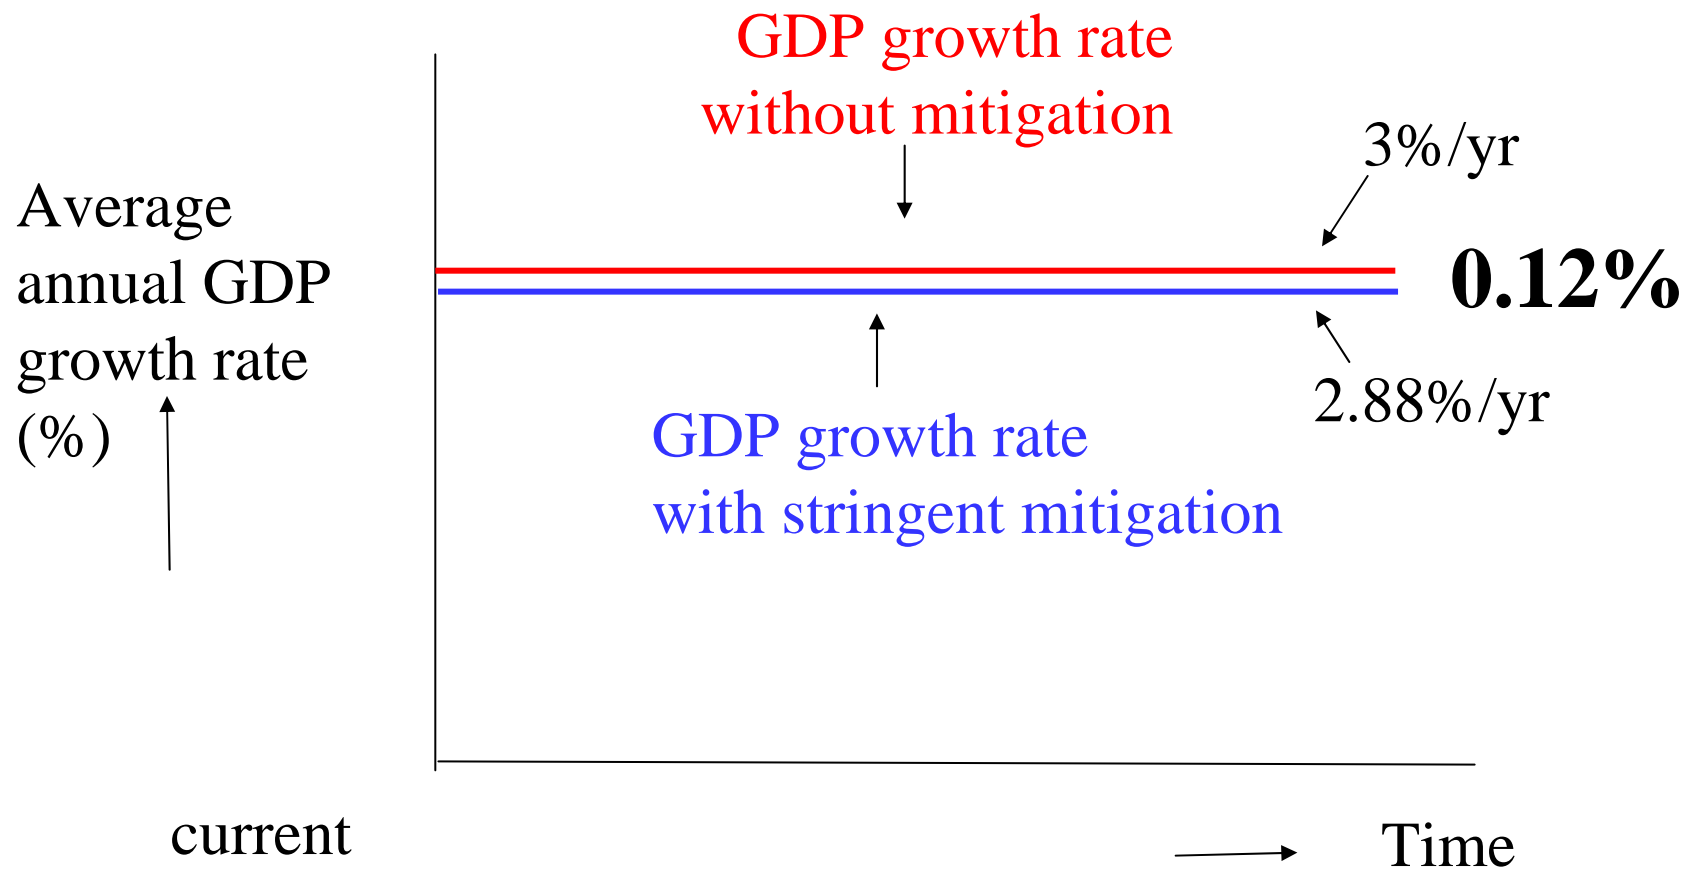 GDP growth rate
without mitigation
3%/yr
Average
annual GDP
growth rate
(%)
0.12%
2.88%/yr
GDP growth rate
with stringent mitigation
current
Time